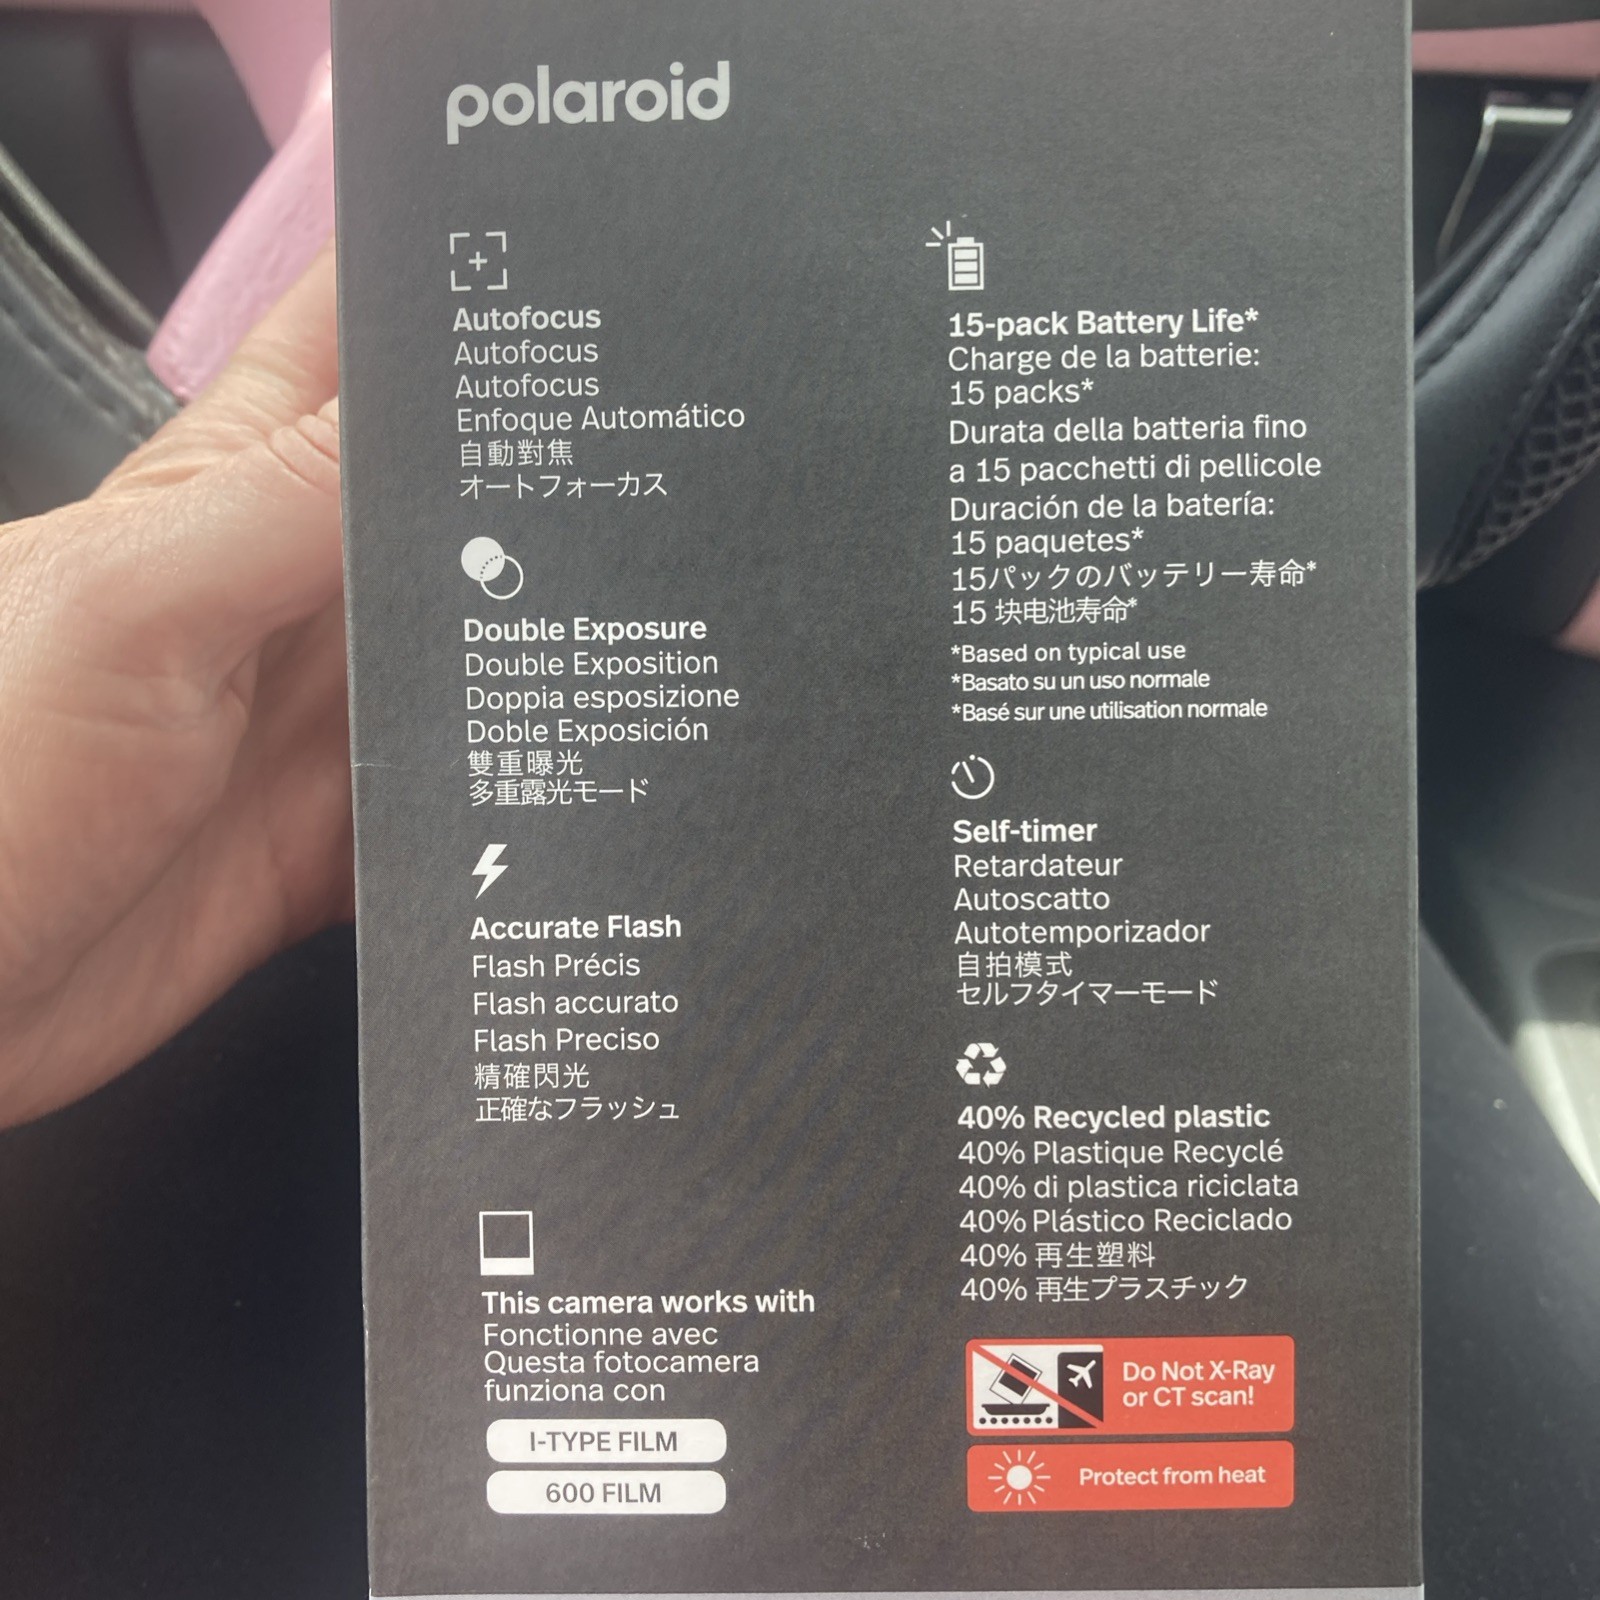 polaroid
Autofocus
Autofocus
Autofocus
Enfoque Automático
自動對焦
オートフォーカス
Double Exposure
Double Exposition
Doppia esposizione
Doble Exposición
雙重曝光
多重露光モード
Accurate Flash
Flash Précis
Flash accurato
Flash Preciso
精確閃光
正確なフラッシュ
This camera works with
Fonctionne avec
Questa fotocamera
funziona con
I-TYPE FILM
600 FILM
15-pack Battery Life*
Charge de la batterie:
15 packs*
Durata della batteria fino
a 15 pacchetti di pellicole
Duración de la batería:
15 paquetes*
15パックのバッテリー寿命*
15 块电池寿命*
*Based on typical use
*Basato su un uso normale
*Basé sur une utilisation normale
Self-timer
Retardateur
Autoscatto
Autotemporizador
自拍模式
セルフタイマーモード
40% Recycled plastic
40% Plastique Recyclé
40% di plastica riciclata
40% Plástico Reciclado
40% 再生塑料
40% 再生プラスチック
Do Not X-Ray
or CT scan!
Protect from heat